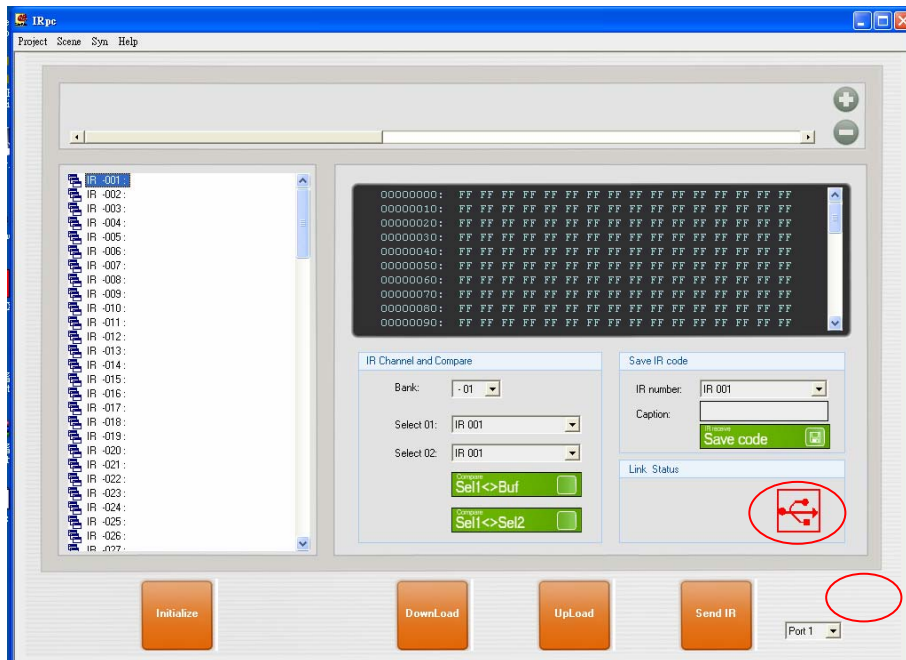 IRpc
Project Scene Syn Help
IR -001 :
IR -002 :
IR -003 :
IR -004 :
IR -005 :
IR -006 :
IR -007 :
IR -008 :
IR -009 :
IR -010 :
IR -011 :
IR -012 :
IR -013 :
IR -014 :
IR -015 :
IR -016 :
IR -017 :
IR -018 :
IR -019 :
IR -020 :
IR -021 :
IR -022 :
IR -023 :
IR -024 :
IR -025 :
IR -026 :
IR -027 :
00000000: FF FF FF FF FF FF FF FF FF FF FF FF FF FF FF FF
00000010: FF FF FF FF FF FF FF FF FF FF FF FF FF FF FF FF
00000020: FF FF FF FF FF FF FF FF FF FF FF FF FF FF FF FF
00000030: FF FF FF FF FF FF FF FF FF FF FF FF FF FF FF FF
00000040: FF FF FF FF FF FF FF FF FF FF FF FF FF FF FF FF
00000050: FF FF FF FF FF FF FF FF FF FF FF FF FF FF FF FF
00000060: FF FF FF FF FF FF FF FF FF FF FF FF FF FF FF FF
00000070: FF FF FF FF FF FF FF FF FF FF FF FF FF FF FF FF
00000080: FF FF FF FF FF FF FF FF FF FF FF FF FF FF FF FF
00000090: FF FF FF FF FF FF FF FF FF FF FF FF FF FF FF FF
IR Channel and Compare
Bank: - 01
Select 01: IR 001
Select 02: IR 001
Compare
Sel1<>Buf
Compare
Sel1<>Sel2
Save IR code
IR number: IR 001
Caption:
IR receive
Save code
Link Status
Initialize
DownLoad
UpLoad
Send IR
Port 1